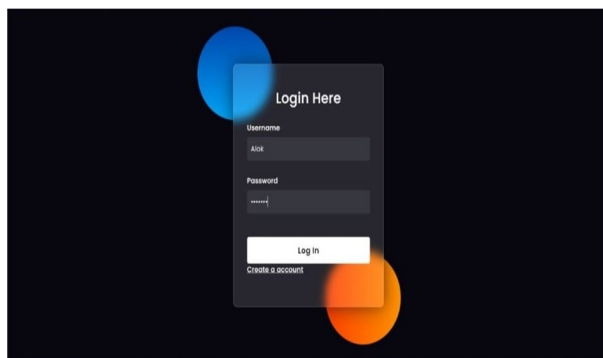 Login Here
Username
Alok
Password
•••••••
Log In
Create a account